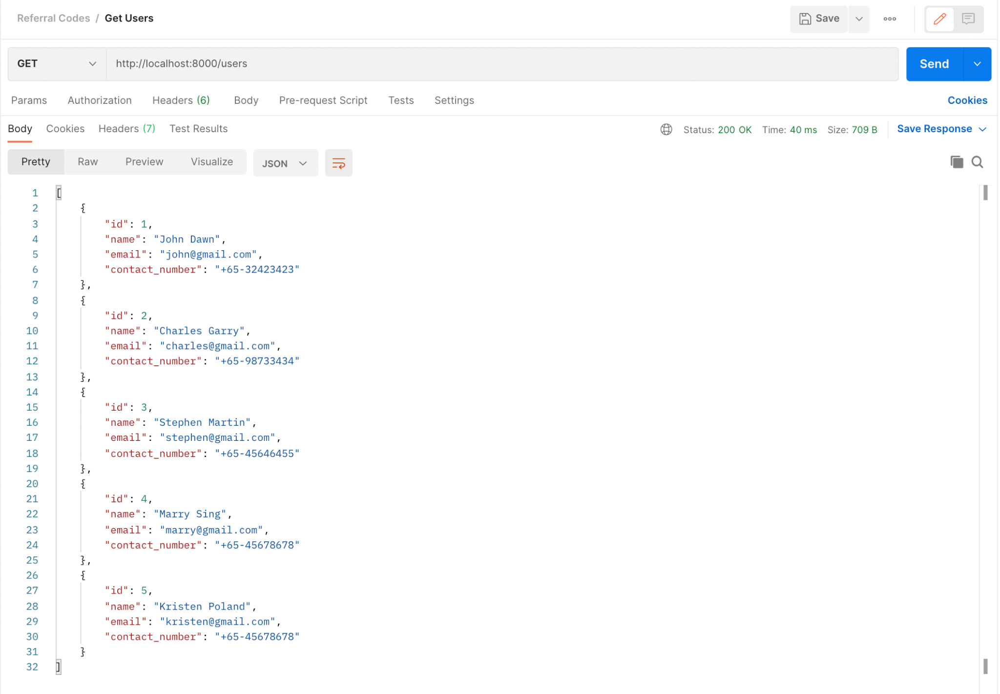 Referral Codes / Get Users Save
GET http://localhost:8000/users Send
Params Authorization Headers (6) Body Pre-request Script Tests Settings Cookies
Body Cookies Headers (7) Test Results Status: 200 OK Time: 40 ms Size: 709 B Save Response
Pretty Raw Preview Visualize JSON
1 [
2 {
3 "id": 1,
4 "name": "John Dawn",
5 "email": "john@gmail.com",
6 "contact_number": "+65-32423423"
7 },
8 {
9 "id": 2,
10 "name": "Charles Garry",
11 "email": "charles@gmail.com",
12 "contact_number": "+65-98733434"
13 },
14 {
15 "id": 3,
16 "name": "Stephen Martin",
17 "email": "stephen@gmail.com",
18 "contact_number": "+65-45646455"
19 },
20 {
21 "id": 4,
22 "name": "Marry Sing",
23 "email": "marry@gmail.com",
24 "contact_number": "+65-45678678"
25 },
26 {
27 "id": 5,
28 "name": "Kristen Poland",
29 "email": "kristen@gmail.com",
30 "contact_number": "+65-45678678"
31 }
32 ]